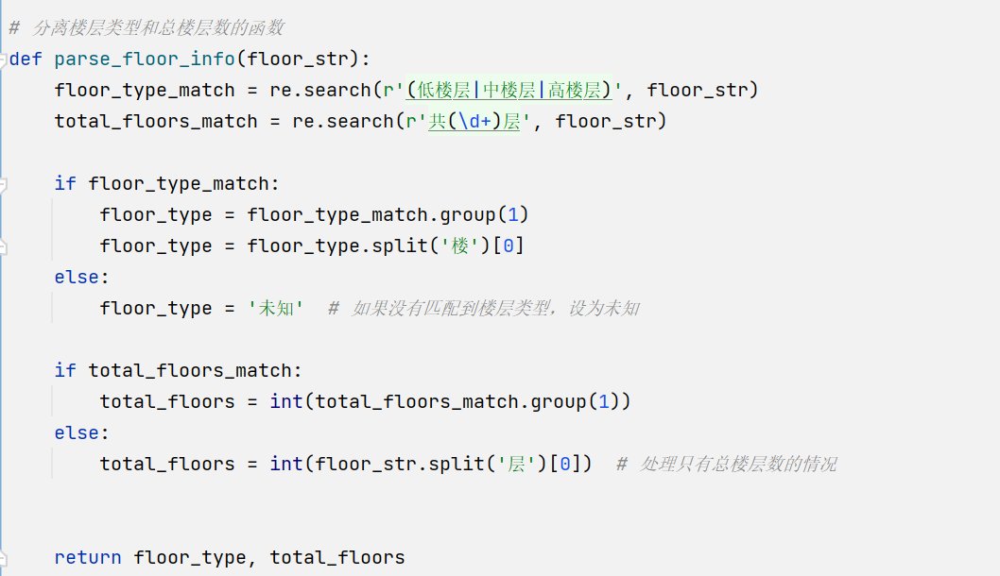 # 分离楼层类型和总楼层数的函数
def parse_floor_info(floor_str):
    floor_type_match = re.search(r'(低楼层|中楼层|高楼层)', floor_str)
    total_floors_match = re.search(r'共(\d+)层', floor_str)
    if floor_type_match:
        floor_type = floor_type_match.group(1)
        floor_type = floor_type.split('楼')[0]
    else:
        floor_type = '未知'  # 如果没有匹配到楼层类型，设为未知
    if total_floors_match:
        total_floors = int(total_floors_match.group(1))
    else:
        total_floors = int(floor_str.split('层')[0])  # 处理只有总楼层数的情况
    return floor_type, total_floors